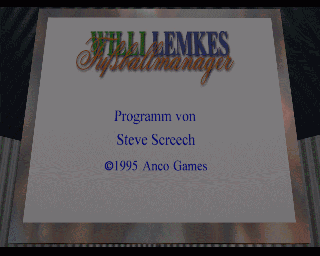 WILLI LEMKES
Fußballmanager
Programm von
Steve Screech
©1995 Anco Games